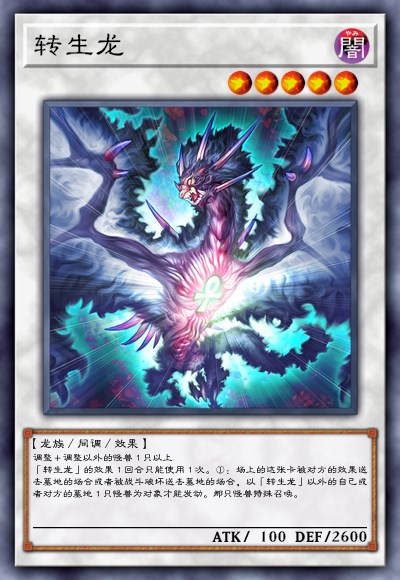 转生龙
やみ
闇
【龙族/同调/效果】
调整+调整以外的怪兽1只以上
「转生龙」的效果1回合只能使用1次。①：场上的这张卡被对方的效果送
去墓地的场合或者被战斗破坏送去墓地的场合，以「转生龙」以外的自己或
者对方的墓地1只怪兽为对象才能发动。那只怪兽特殊召唤。
ATK/ 100 DEF/2600